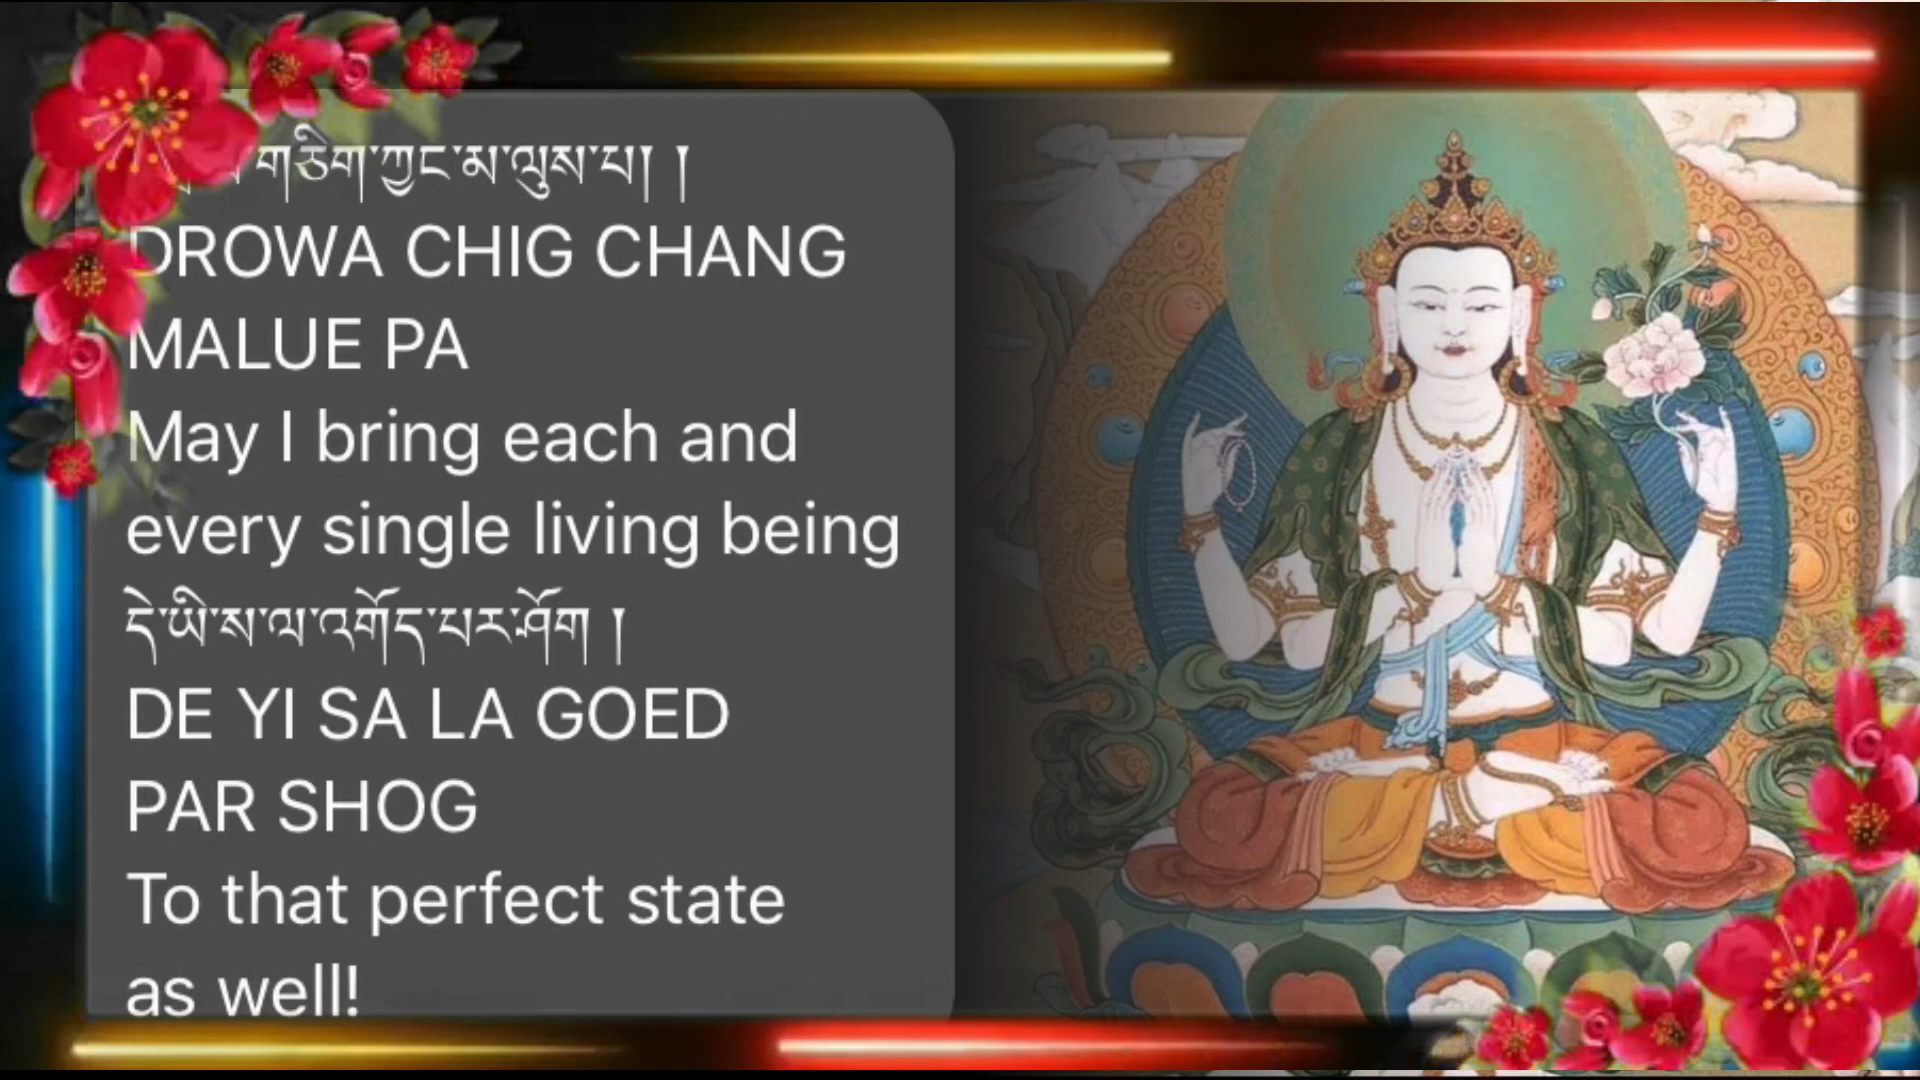 གཅིག་ཀྱང་མ་ལུས་པ། །
DROWA CHIG CHANG
MALUE PA
May I bring each and
every single living being
དེ་ཡི་ས་ལ་འགོད་པར་ཤོག །
DE YI SA LA GOED
PAR SHOG
To that perfect state
as well!